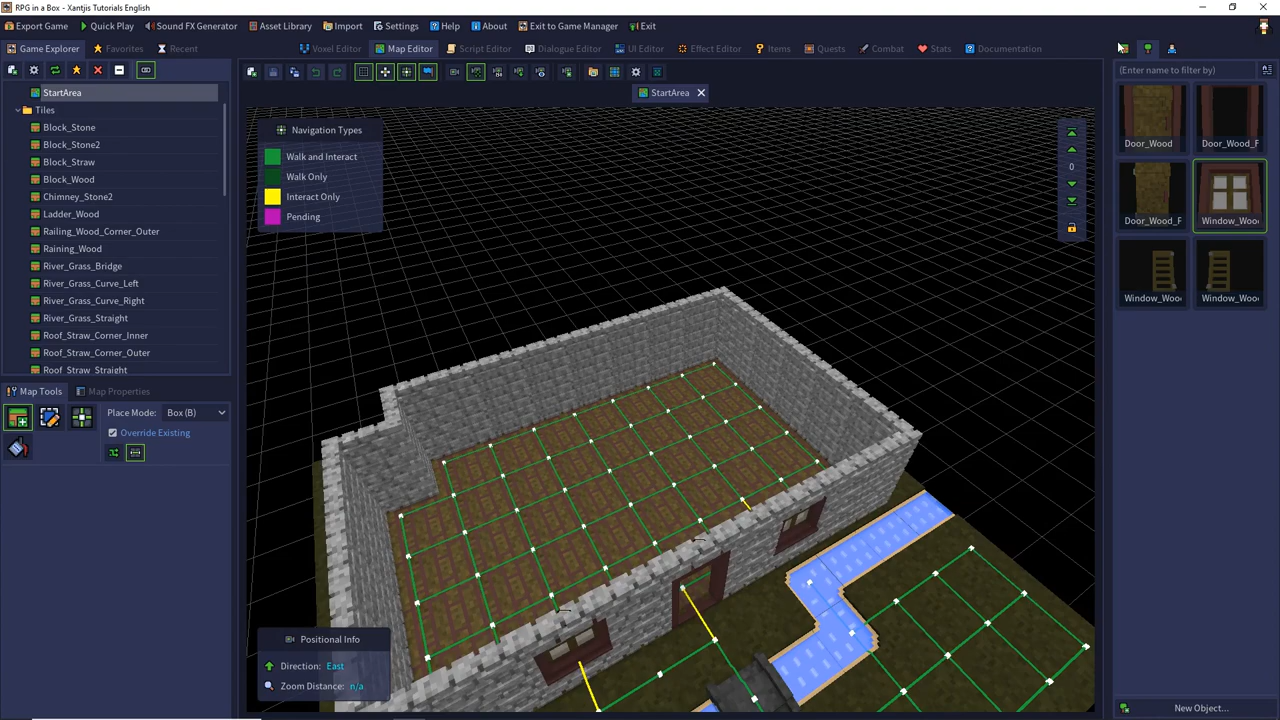 RPG in a Box - Xantjis Tutorials English
Export Game
Quick Play
Sound FX Generator
Asset Library
Import
Settings
Help
About
Exit to Game Manager
Exit
Game Explorer
Favorites
Recent
Voxel Editor
Map Editor
Script Editor
Dialogue Editor
UI Editor
Effect Editor
Items
Quests
Combat
Stats
Documentation
(Enter name to filter by)
StartArea
Tiles
Block_Stone
Block_Stone2
Block_Straw
Block_Wood
Chimney_Stone2
Ladder_Wood
Railing_Wood_Corner_Outer
Raining_Wood
River_Grass_Bridge
River_Grass_Curve_Left
River_Grass_Curve_Right
River_Grass_Straight
Roof_Straw_Corner_Inner
Roof_Straw_Corner_Outer
Roof_Straw_Straight
Map Tools
Map Properties
Place Mode:
Box (B)
Override Existing
StartArea
Navigation Types
Walk and Interact
Walk Only
Interact Only
Pending
0
Positional Info
Direction: East
Zoom Distance: n/a
Door_Wood
Door_Wood_F
Door_Wood_F
Window_Wood
Window_Wood
Window_Wood
New Object...